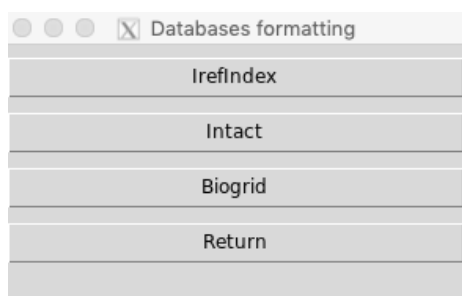 Databases formatting
IrefIndex
Intact
Biogrid
Return